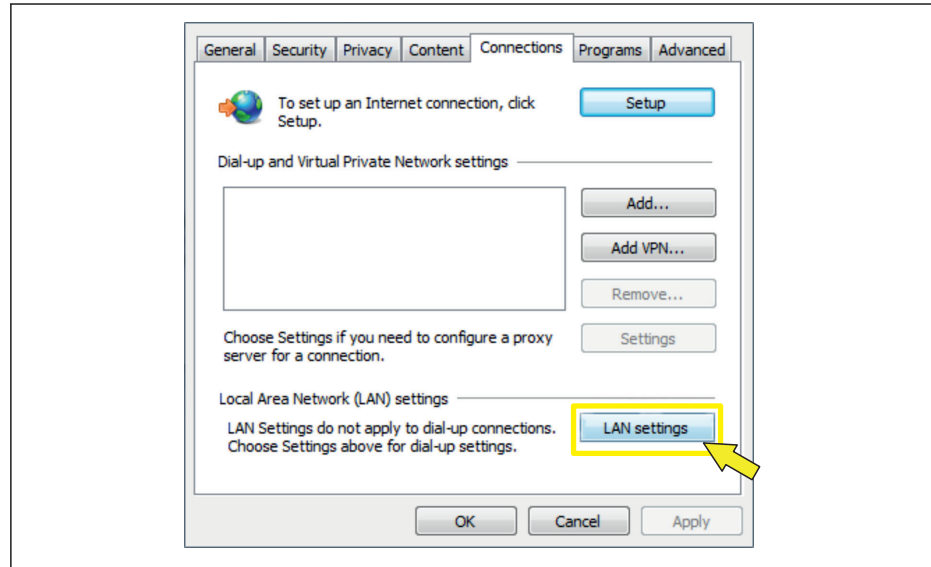 General Security Privacy Content Connections Programs Advanced
To set up an Internet connection, click
Setup.
Setup
Dial-up and Virtual Private Network settings
Add...
Add VPN...
Remove...
Choose Settings if you need to configure a proxy
server for a connection.
Settings
Local Area Network (LAN) settings
LAN Settings do not apply to dial-up connections.
Choose Settings above for dial-up settings.
LAN settings
OK Cancel Apply